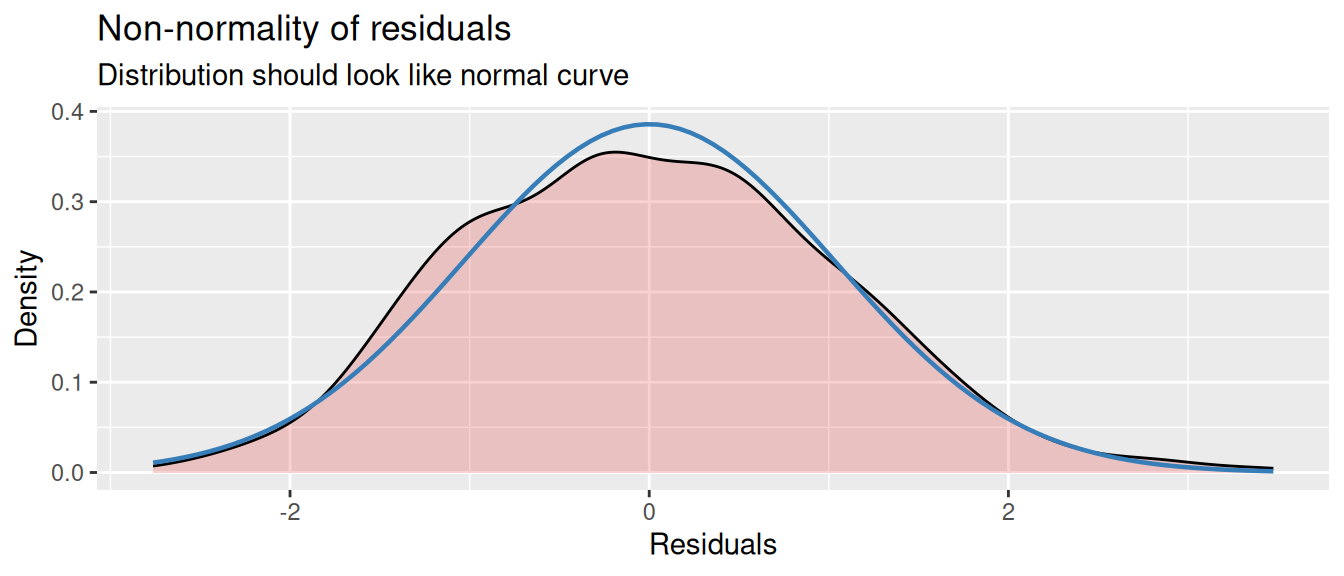 Non-normality of residuals
Distribution should look like normal curve
0.4
0.3
0.2
0.1
0.0
Density
-2 0 2
Residuals